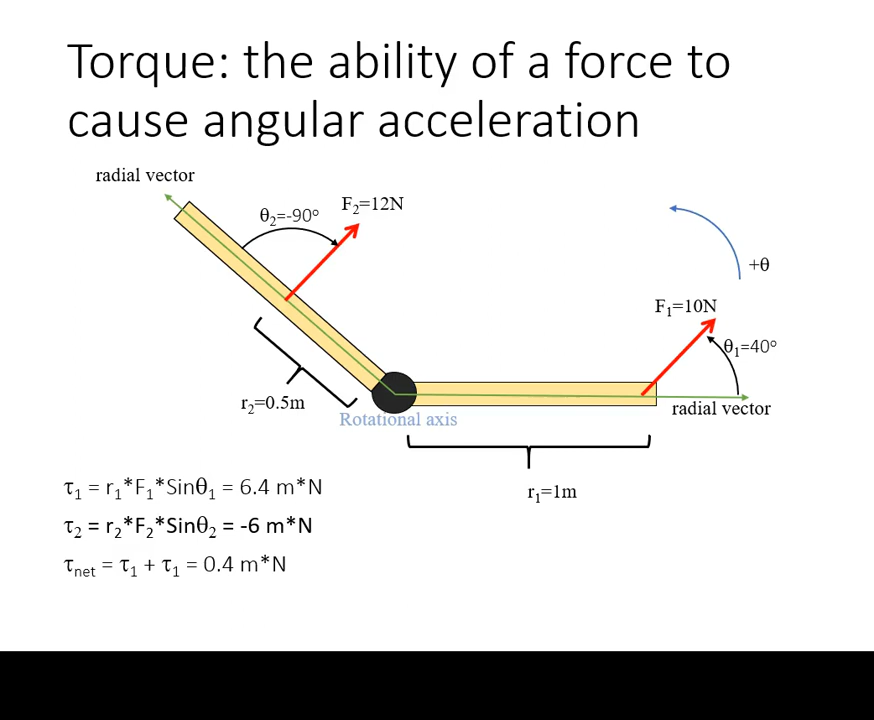 Torque: the ability of a force to
cause angular acceleration
radial vector
θ₂=-90°
F₂=12N
+θ
F₁=10N
θ₁=40°
r₂=0.5m
Rotational axis
radial vector
r₁=1m
τ₁ = r₁*F₁*Sinθ₁ = 6.4 m*N
τ₂ = r₂*F₂*Sinθ₂ = -6 m*N
τnet = τ₁ + τ₁ = 0.4 m*N